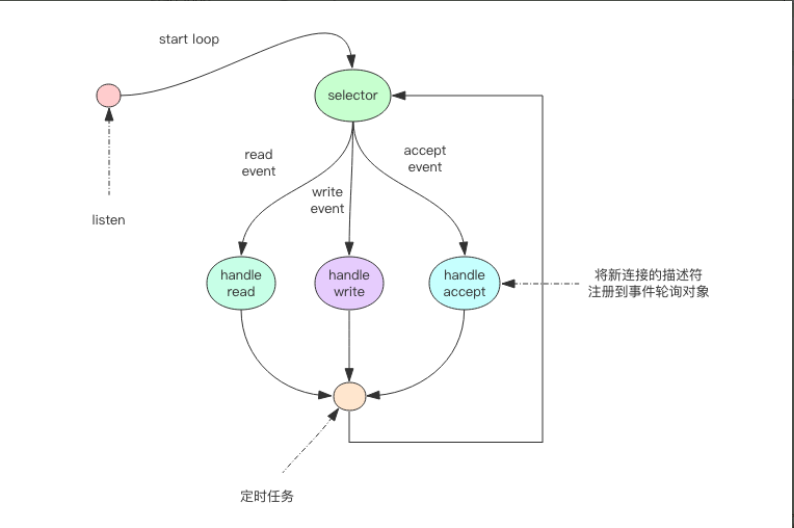 start loop
selector
read
event
write
event
accept
event
listen
handle
read
handle
write
handle
accept
将新连接的描述符
注册到事件轮询对象
定时任务